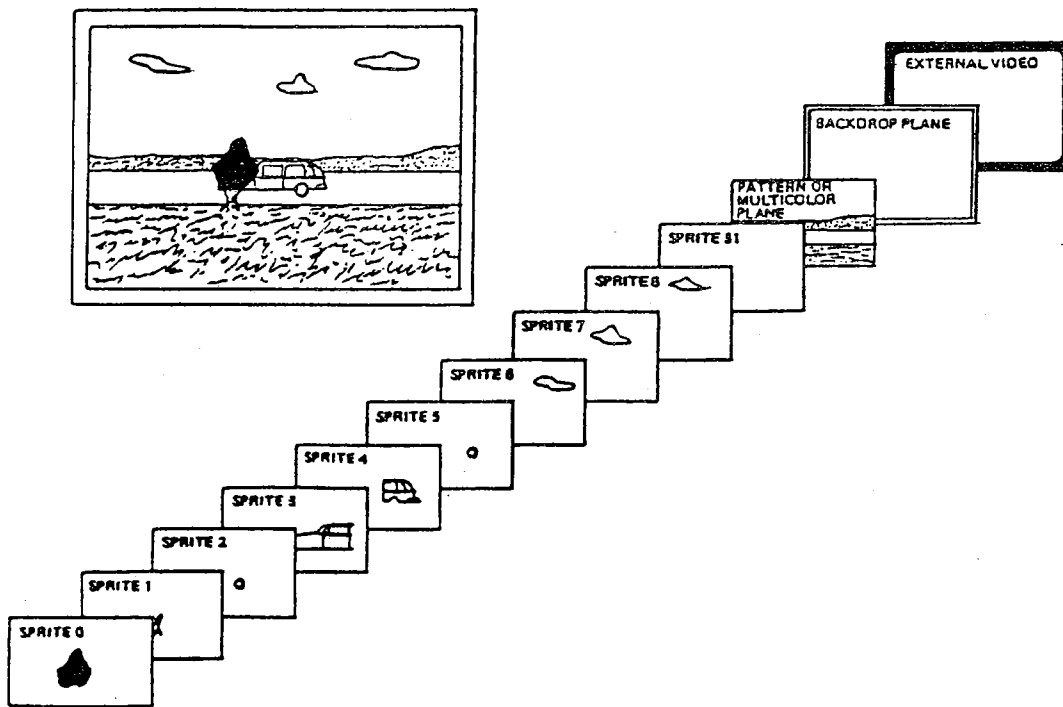 EXTERNAL VIDEO
BACKDROP PLANE
PATTERN OR
MULTICOLOR
PLANE
SPRITE 31
SPRITE 8
SPRITE 7
SPRITE 6
SPRITE 5
SPRITE 4
SPRITE 3
SPRITE 2
SPRITE 1
SPRITE 0